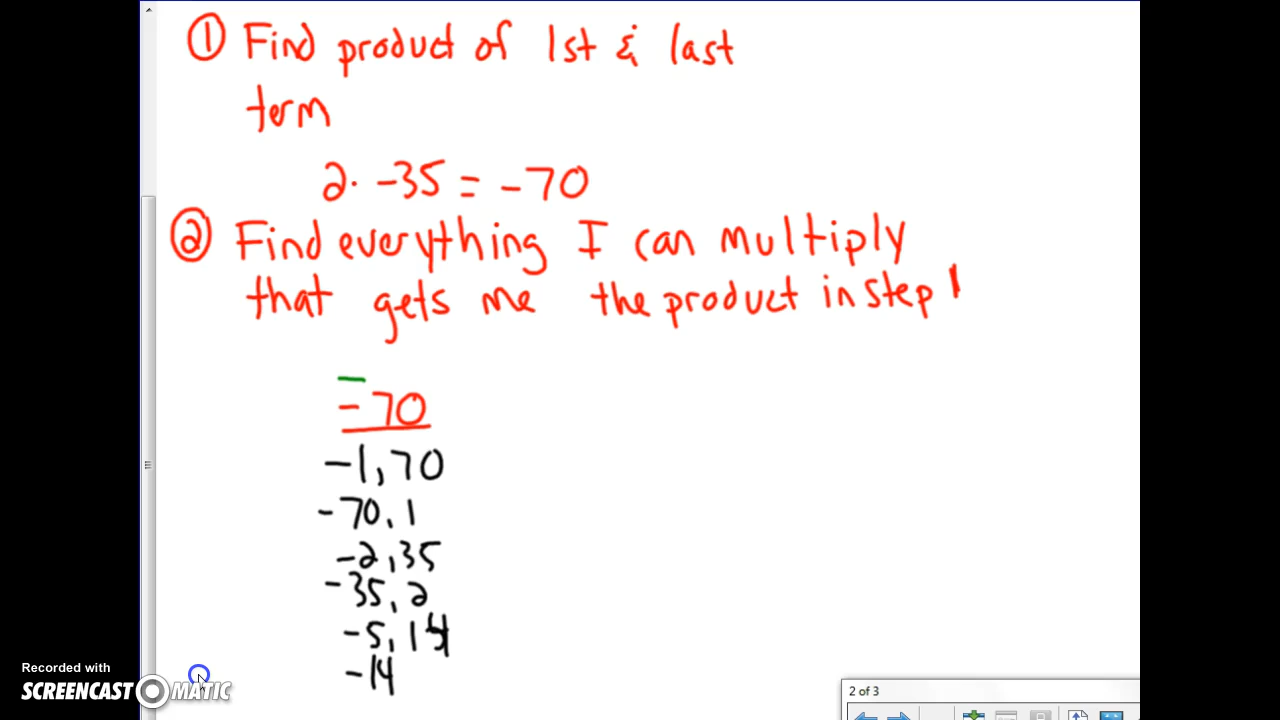 ① Find product of 1st & last
term
2· -35 = -70
② Find everything I can multiply
that gets me the product in step 1
-70
-1, 70
-70, 1
-2, 35
-35, 2
-5, 14
-14
Recorded with
SCREENCAST MATIC
2 of 3